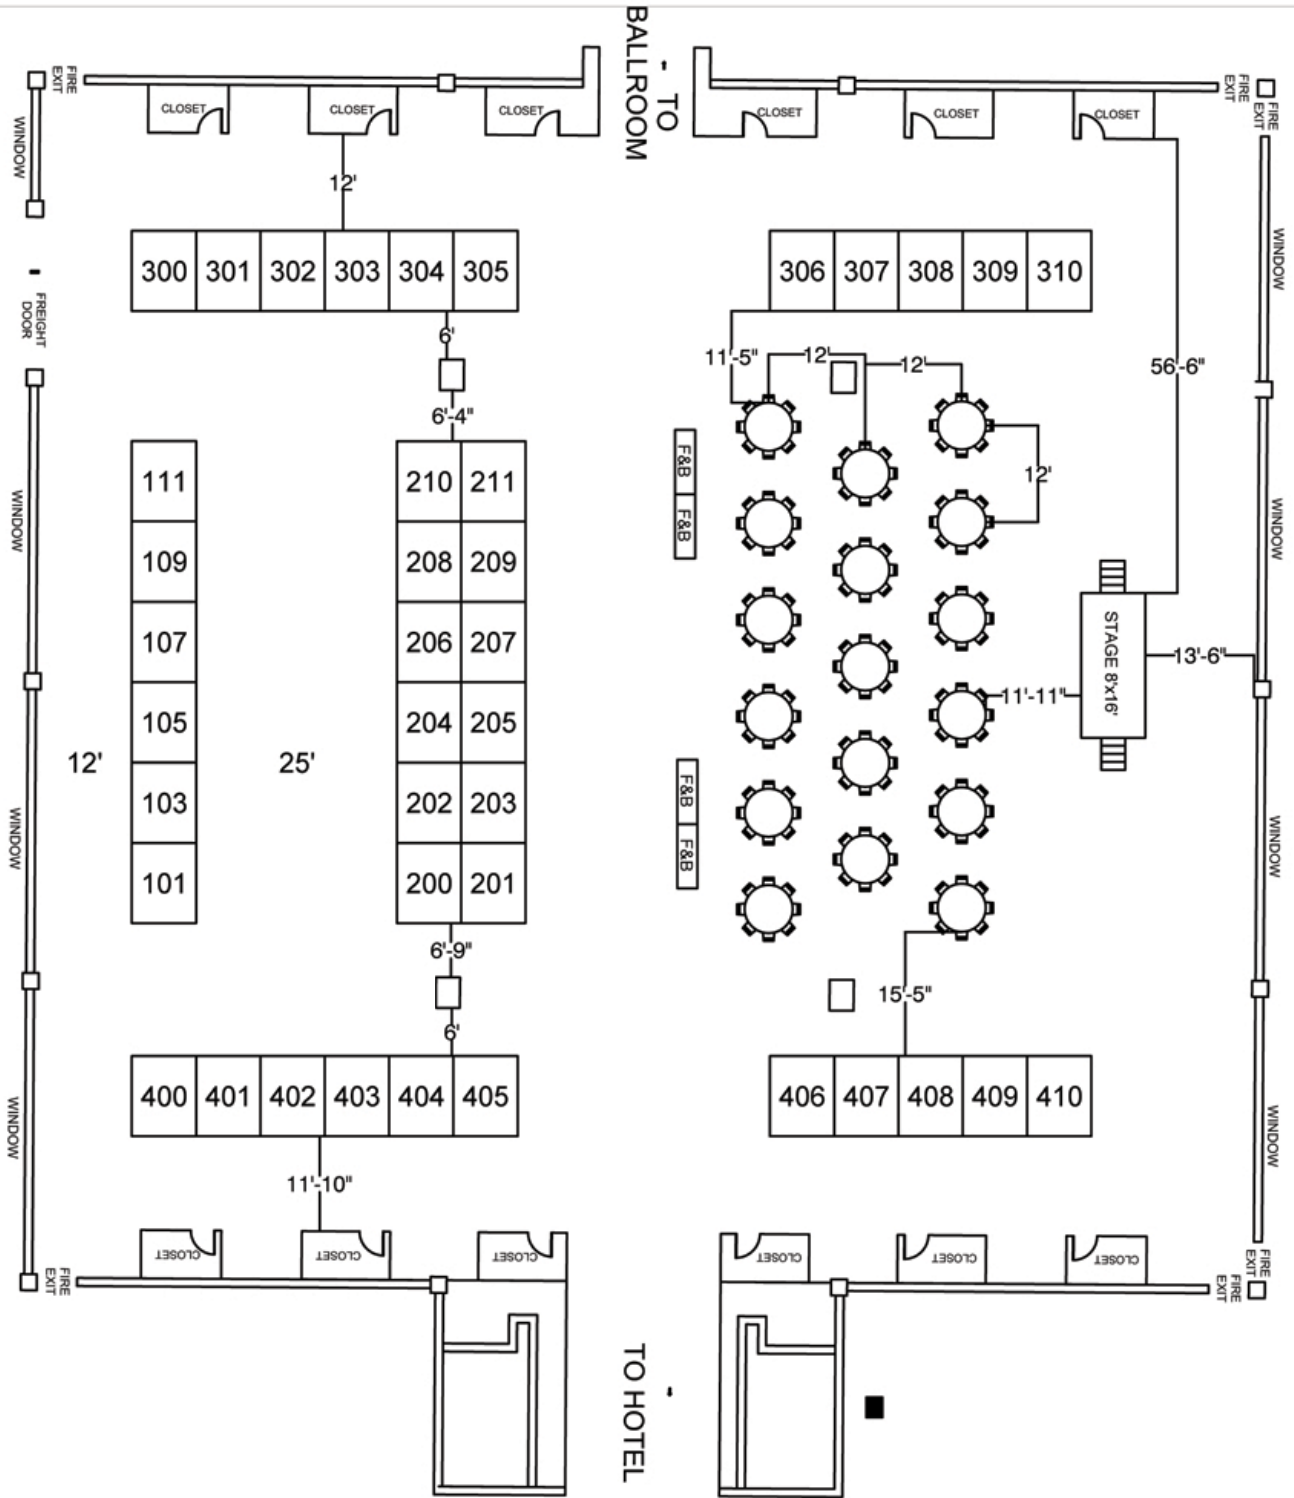 BALLROOM
TO
FIRE
EXIT
FIRE
EXIT
FIRE
EXIT
CLOSET
CLOSET
CLOSET
CLOSET
CLOSET
CLOSET
WINDOW
12'
300 301 302 303 304 305
306 307 308 309 310
WINDOW
FREIGHT
DOOR
6'
11'-5"
12'
12'
56'-6"
6'-4"
F&B
F&B
12'
111
210 211
WINDOW
WINDOW
109
208 209
107
206 207
STAGE 8'x16'
13'-6"
11'-11"
105
204 205
12'
25'
F&B
F&B
103
202 203
WINDOW
WINDOW
101
200 201
6'-9"
15'-5"
6'
400 401 402 403 404 405
406 407 408 409 410
WINDOW
WINDOW
11'-10"
CLOSET
CLOSET
CLOSET
CLOSET
CLOSET
CLOSET
FIRE
EXIT
FIRE
EXIT
FIRE
EXIT
TO HOTEL